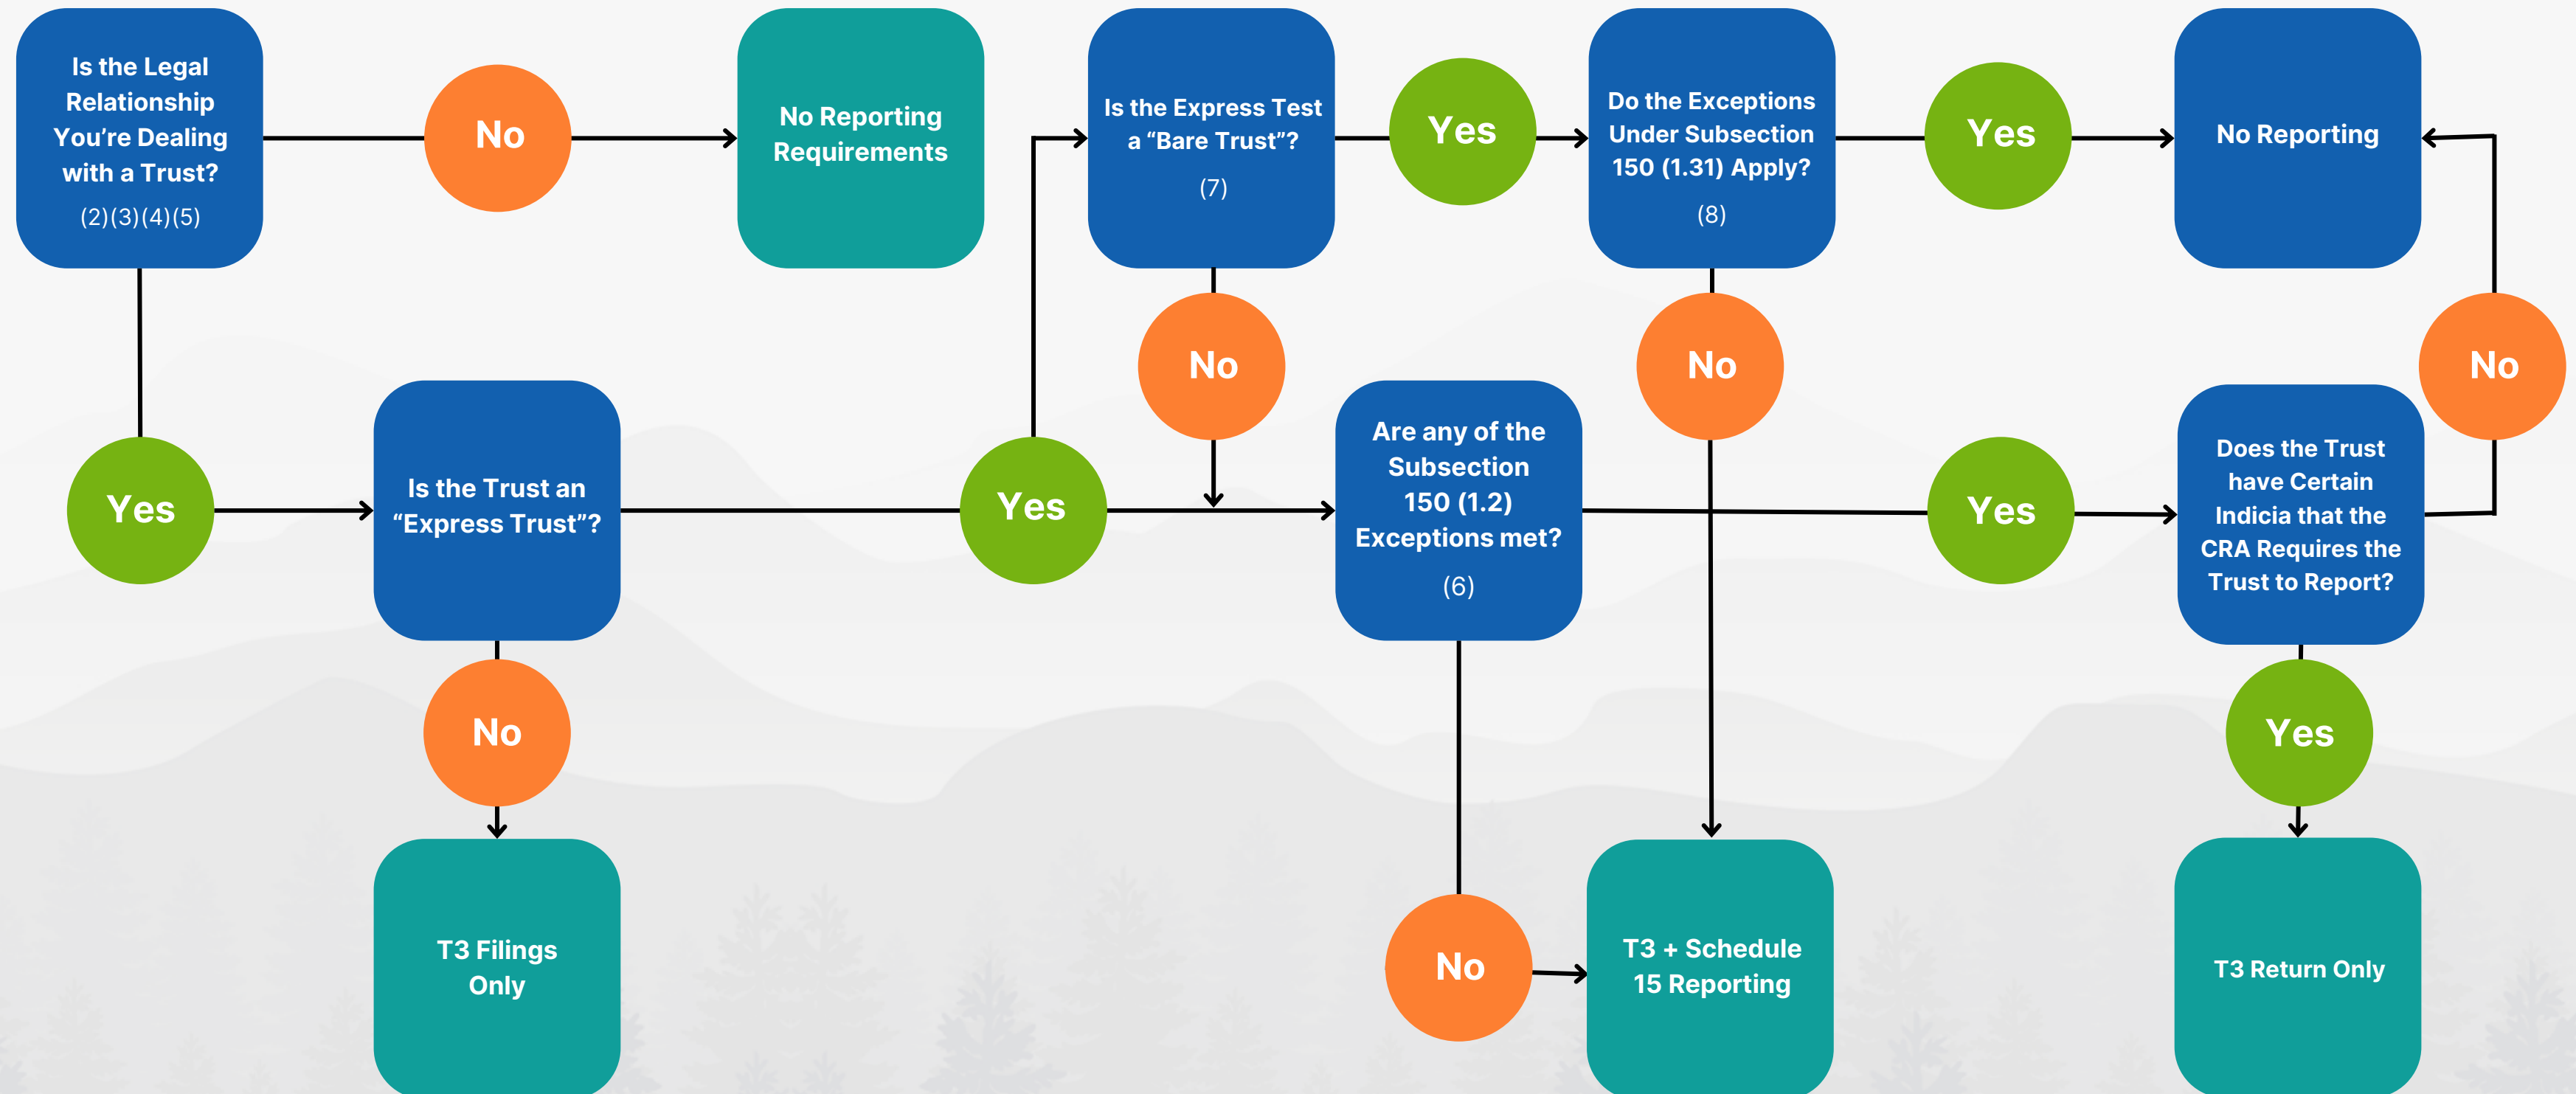 Is the Legal
Relationship
You’re Dealing
with a Trust?
(2)(3)(4)(5)
No
No Reporting
Requirements
Is the Express Test
a “Bare Trust”?
(7)
Yes
Do the Exceptions
Under Subsection
150 (1.31) Apply?
(8)
Yes
No Reporting
No
No
No
Yes
Is the Trust an
“Express Trust”?
Yes
Are any of the
Subsection
150 (1.2)
Exceptions met?
(6)
Yes
Does the Trust
have Certain
Indicia that the
CRA Requires the
Trust to Report?
No
Yes
T3 Filings
Only
No
T3 + Schedule
15 Reporting
T3 Return Only